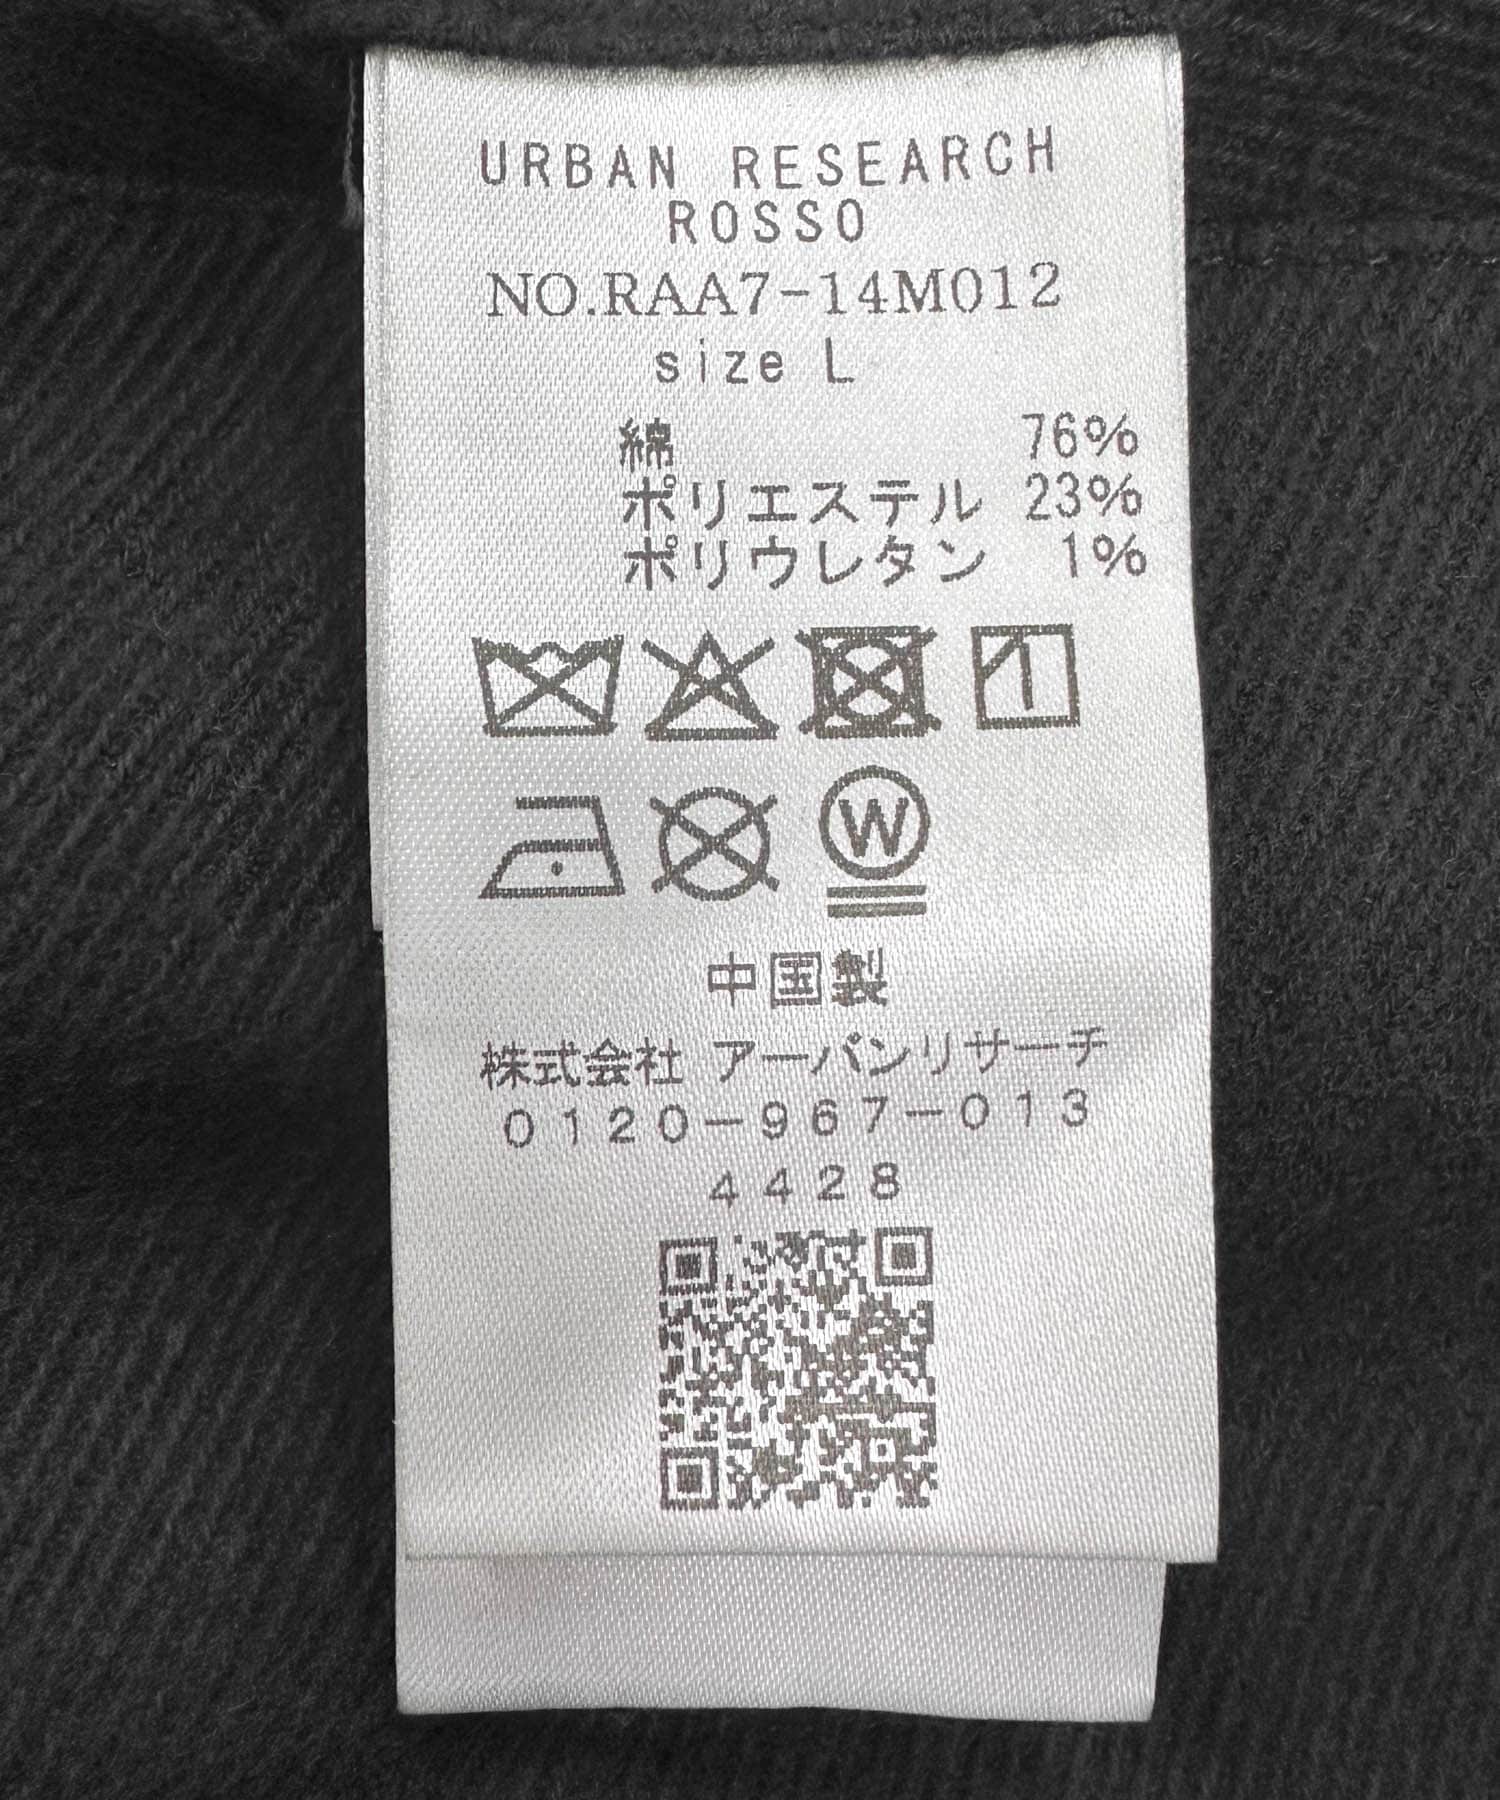 URBAN RESEARCH
ROSSO
NO.RAA7-14M012
size L
綿 76%
ポリエステル 23%
ポリウレタン 1%
W
中国製
株式会社 アーバンリサーチ
0120-967-013
4428